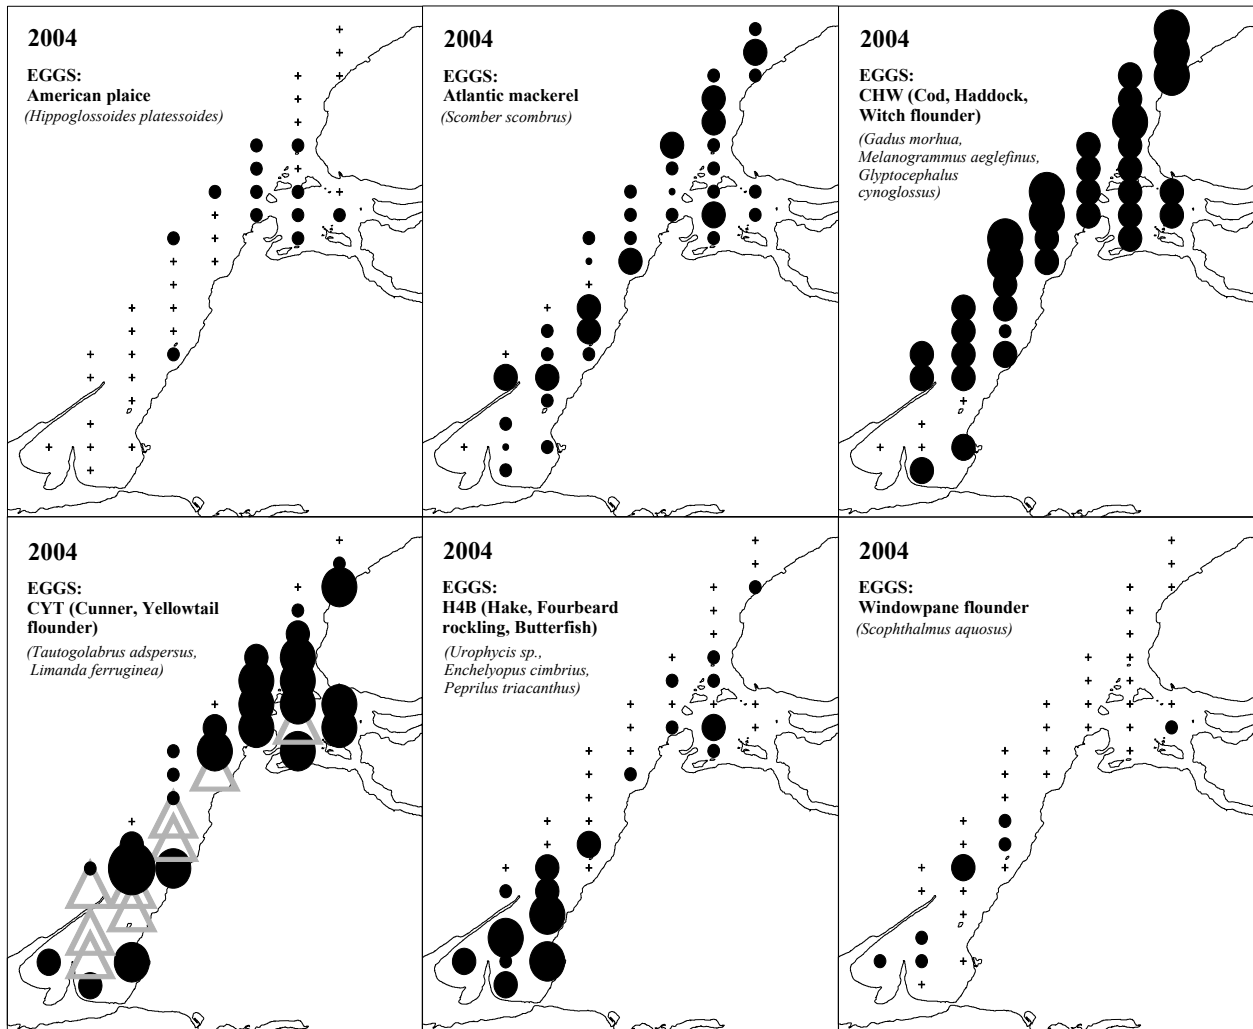 2004
EGGS:
American plaice
(Hippoglossoides platessoides)
2004
EGGS:
Atlantic mackerel
(Scomber scombrus)
2004
EGGS:
CHW (Cod, Haddock,
Witch flounder)
(Gadus morhua,
Melanogrammus aeglefinus,
Glyptocephalus
cynoglossus)
2004
EGGS:
CYT (Cunner, Yellowtail
flounder)
(Tautogolabrus adspersus,
Limanda ferruginea)
2004
EGGS:
H4B (Hake, Fourbeard
rockling, Butterfish)
(Urophycis sp.,
Enchelyopus cimbrius,
Peprilus triacanthus)
2004
EGGS:
Windowpane flounder
(Scophthalmus aquosus)